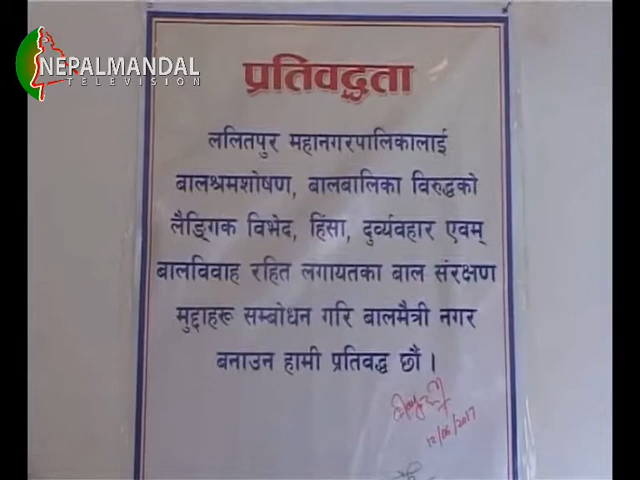 NEPALMANDAL
TELEVISION
प्रतिवद्धता
ललितपुर महानगरपालिकालाई
बालश्रमशोषण, बालबालिका विरुद्धको
लैङ्गिक विभेद, हिंसा, दुर्व्यवहार एवम्
बालविवाह रहित लगायतका बाल संरक्षण
मुद्दाहरू सम्बोधन गरि बालमैत्री नगर
बनाउन हामी प्रतिवद्ध छौं ।
12/06/2017